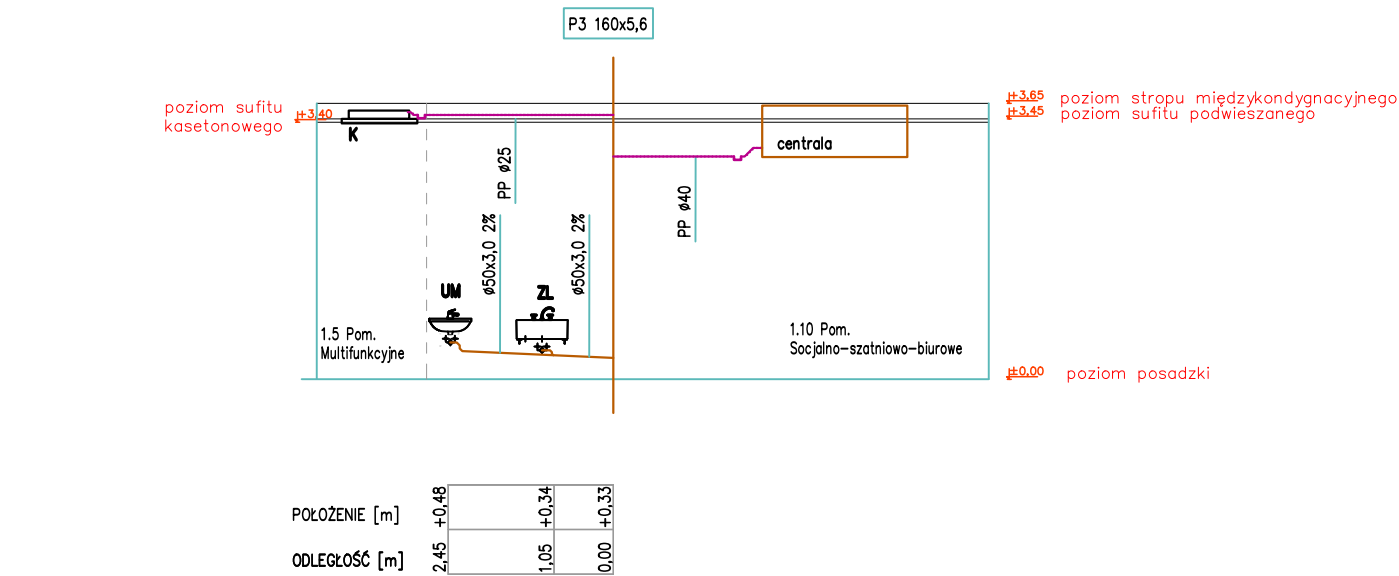 P3 160x5,6
poziom sufitu
kasetonowego
+3,40
+3,65 poziom stropu międzykondygnacyjnego
+3,45 poziom sufitu podwieszanego
K
centrala
PP ø25
PP ø40
ø50x3,0 2%
ø50x3,0 2%
UM
ZL
1.5 Pom.
Multifunkcyjne
1.10 Pom.
Socjalno-szatniowo-biurowe
±0,00 poziom posadzki
POŁOŻENIE [m] +0,48 +0,34 +0,33
ODLEGŁOŚĆ [m] 2,45 1,05 0,00